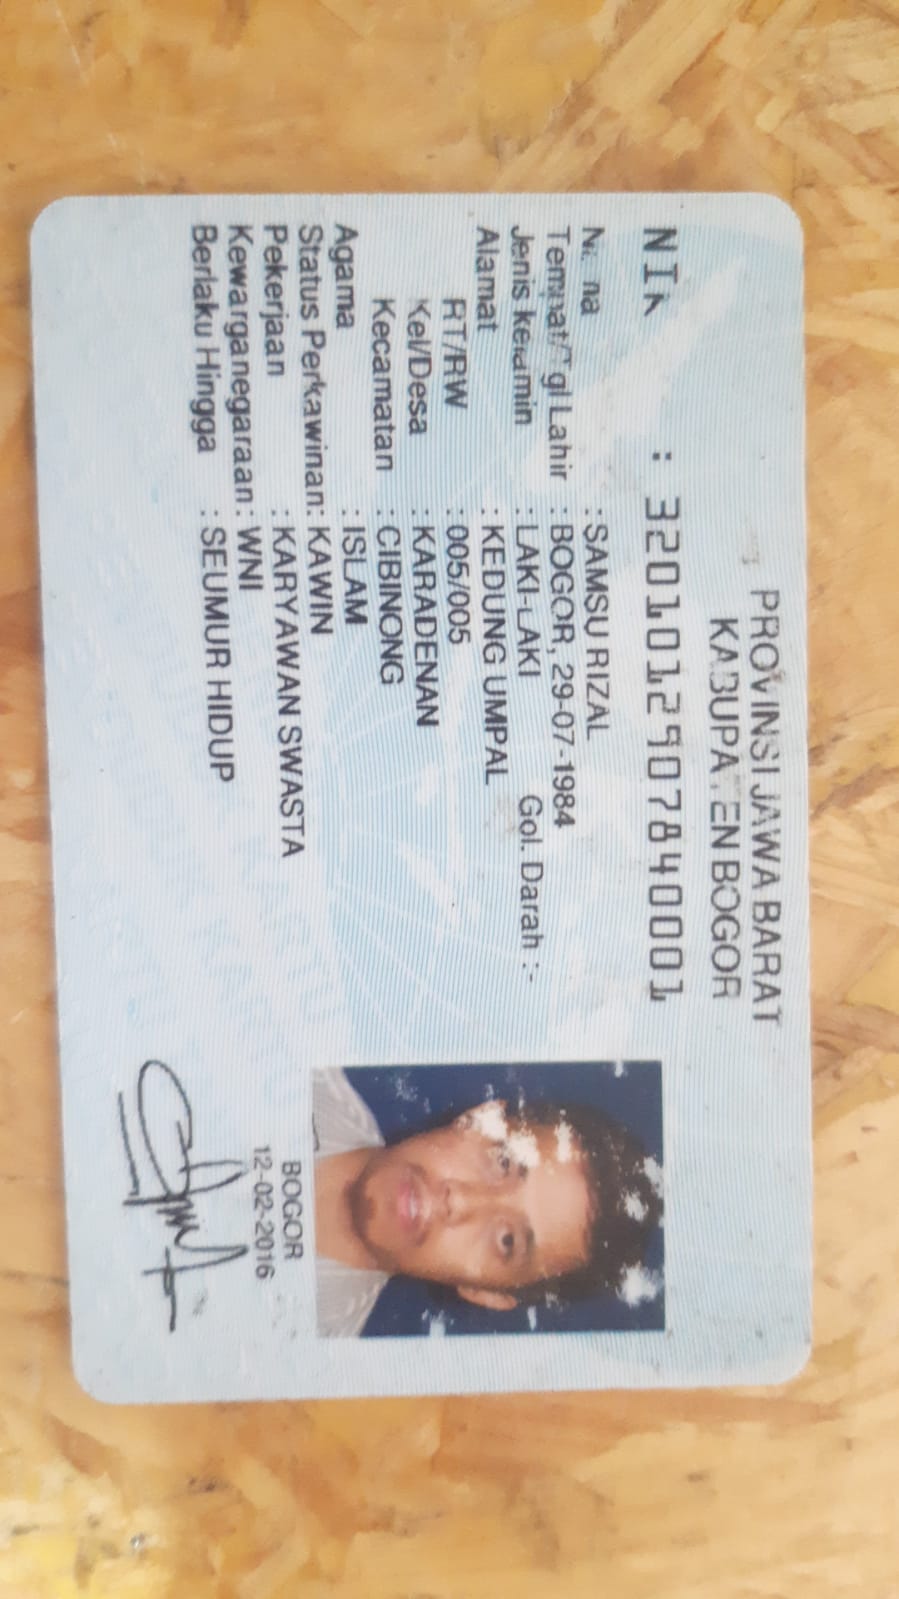 PROVINSI JAWA BARAT
KABUPATEN BOGOR
NIK : 3201012907840001
Nama : SAMSU RIZAL
Tempat/Tgl Lahir : BOGOR, 29-07-1984
Jenis kelamin : LAKI-LAKI Gol. Darah :-
Alamat : KEDUNG UMPAL
RT/RW : 005/005
Kel/Desa : KARADENAN
Kecamatan : CIBINONG
Agama : ISLAM
Status Perkawinan: KAWIN
Pekerjaan : KARYAWAN SWASTA
Kewarganegaraan: WNI
Berlaku Hingga : SEUMUR HIDUP
BOGOR
12-02-2016